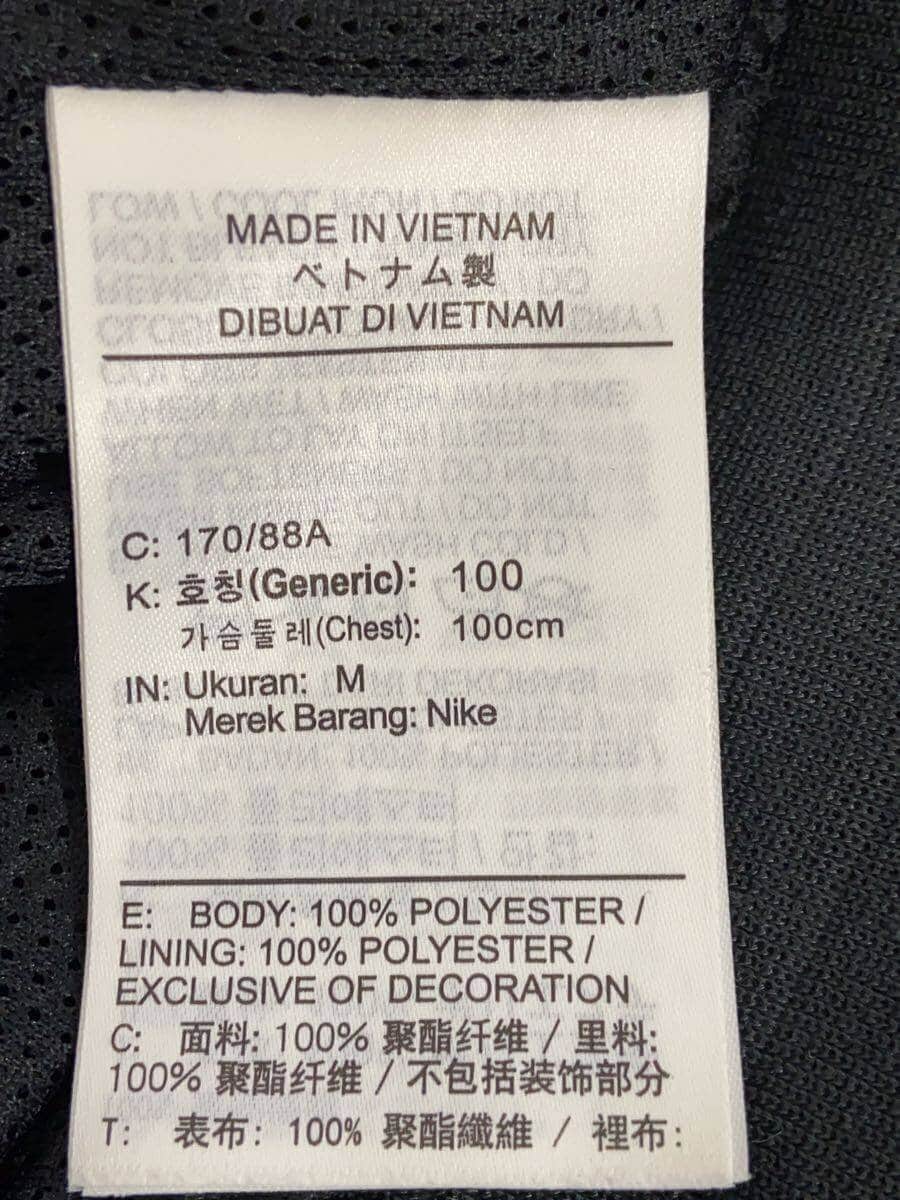 MADE IN VIETNAM
ベトナム製
DIBUAT DI VIETNAM
C: 170/88A
K: 호칭(Generic): 100
가슴둘레(Chest): 100cm
IN: Ukuran: M
Merek Barang: Nike
E: BODY: 100% POLYESTER /
LINING: 100% POLYESTER /
EXCLUSIVE OF DECORATION
C: 面料: 100% 聚酯纤维 / 里料:
100% 聚酯纤维 / 不包括装饰部分
T: 表布: 100% 聚酯纖維 / 裡布: